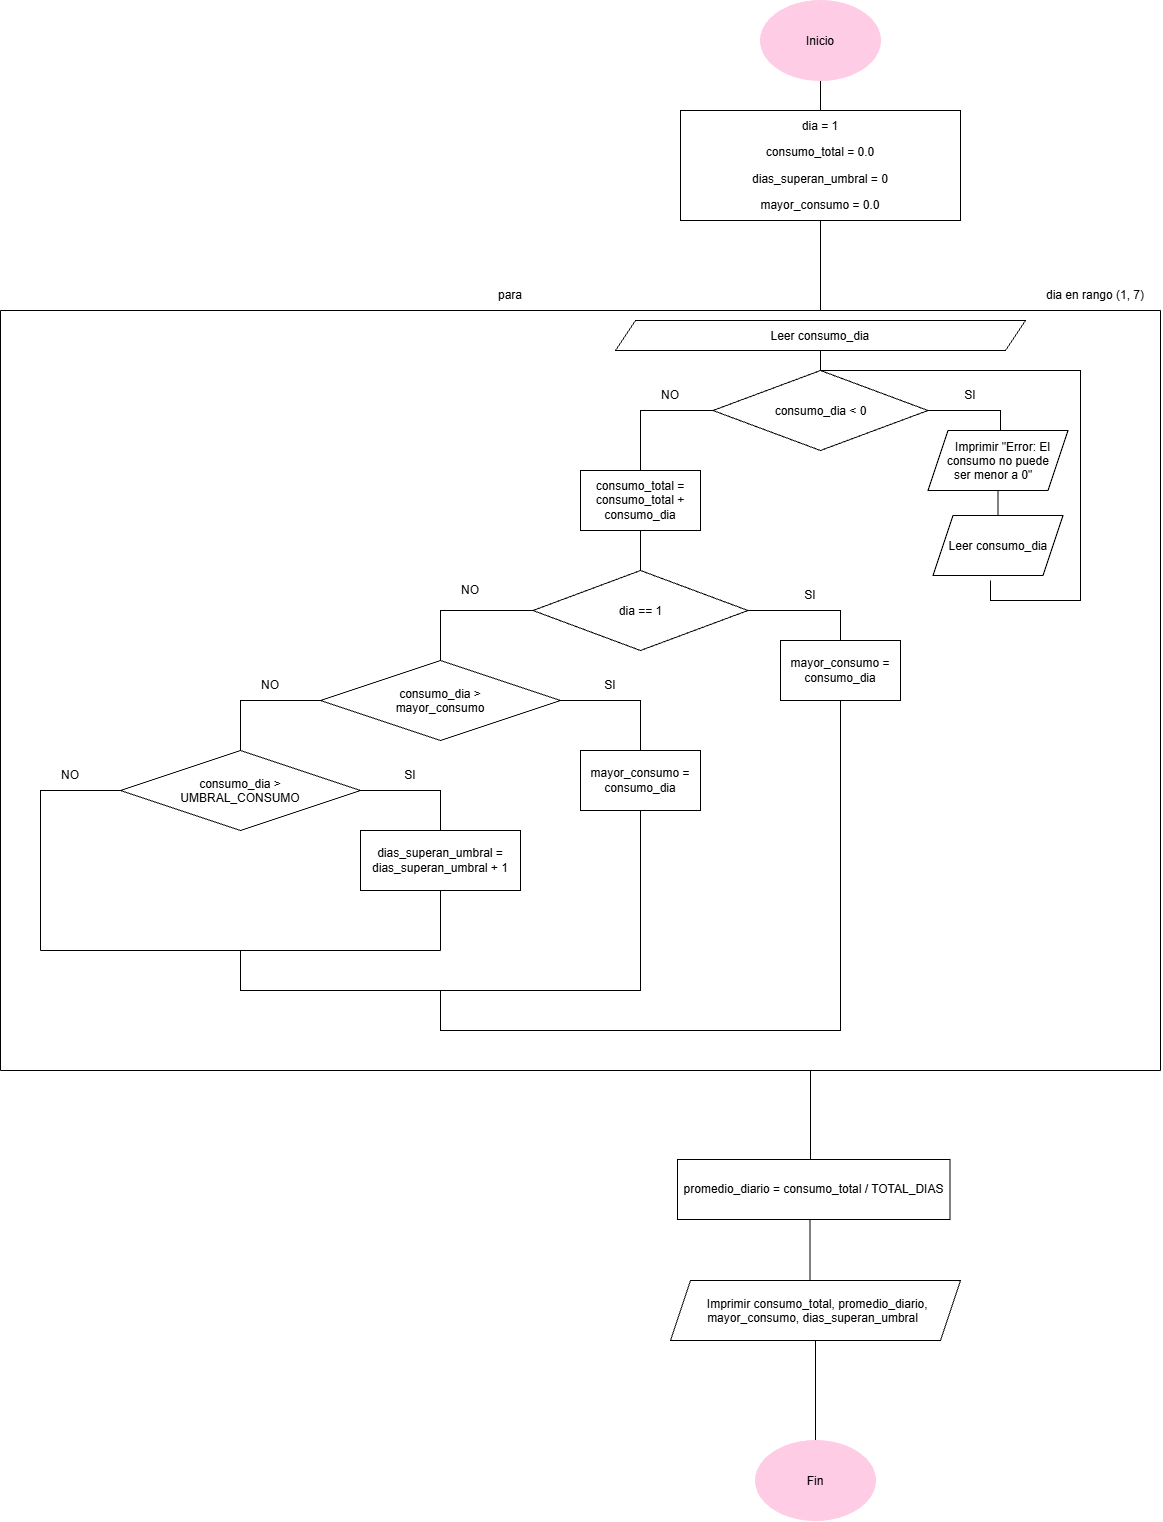 Inicio
dia = 1
consumo_total = 0.0
dias_superan_umbral = 0
mayor_consumo = 0.0
para
dia en rango (1, 7)
Leer consumo_dia
NO
SI
consumo_dia < 0
Imprimir "Error: El
consumo no puede
ser menor a 0"
consumo_total =
consumo_total +
consumo_dia
Leer consumo_dia
NO
SI
dia == 1
mayor_consumo =
consumo_dia
NO
SI
consumo_dia >
mayor_consumo
NO
SI
mayor_consumo =
consumo_dia
consumo_dia >
UMBRAL_CONSUMO
dias_superan_umbral =
dias_superan_umbral + 1
promedio_diario = consumo_total / TOTAL_DIAS
Imprimir consumo_total, promedio_diario,
mayor_consumo, dias_superan_umbral
Fin